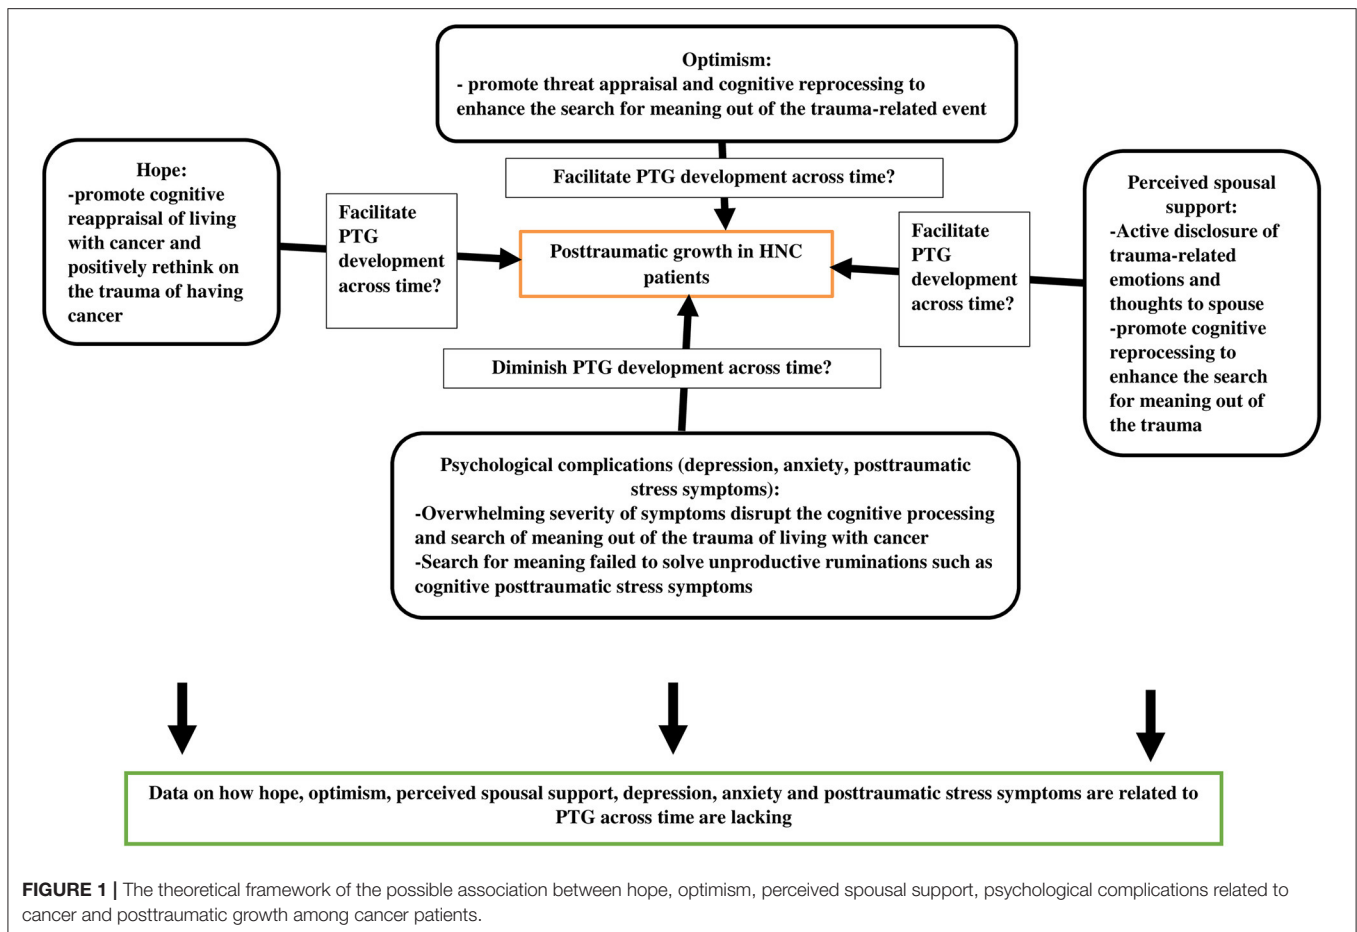 Optimism:
- promote threat appraisal and cognitive reprocessing to
enhance the search for meaning out of the trauma-related event
Hope:
-promote cognitive
reappraisal of living
with cancer and
positively rethink on
the trauma of having
cancer
Facilitate PTG development across time?
Facilitate
PTG
development
across time?
Posttraumatic growth in HNC
patients
Facilitate
PTG
development
across time?
Perceived spousal
support:
-Active disclosure of
trauma-related
emotions and
thoughts to spouse
-promote cognitive
reprocessing to
enhance the search
for meaning out of
the trauma
Diminish PTG development across time?
Psychological complications (depression, anxiety, posttraumatic
stress symptoms):
-Overwhelming severity of symptoms disrupt the cognitive processing
and search of meaning out of the trauma of living with cancer
-Search for meaning failed to solve unproductive ruminations such as
cognitive posttraumatic stress symptoms
Data on how hope, optimism, perceived spousal support, depression, anxiety and posttraumatic stress symptoms are related to
PTG across time are lacking
FIGURE 1 | The theoretical framework of the possible association between hope, optimism, perceived spousal support, psychological complications related to
cancer and posttraumatic growth among cancer patients.